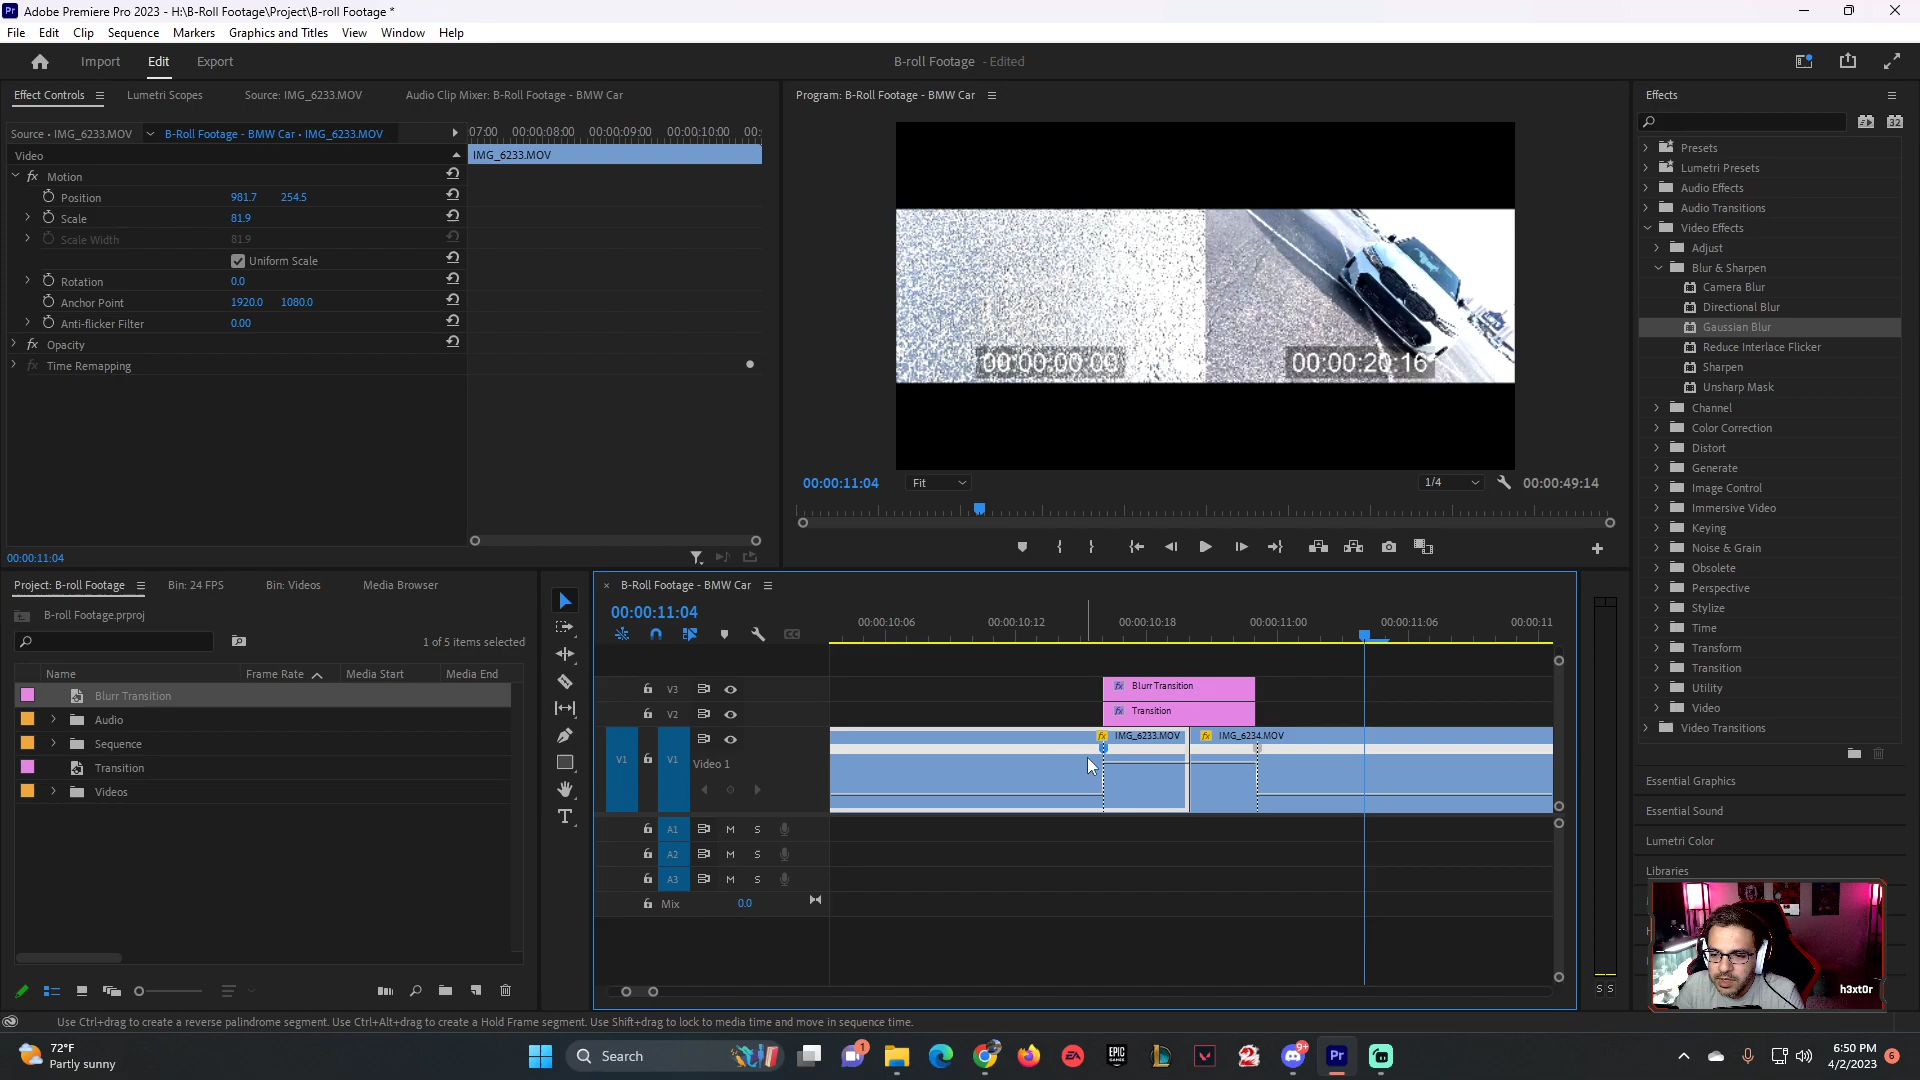 Adobe Premiere Pro 2023 - H:\B-Roll Footage\Project\B-roll Footage *
File Edit Clip Sequence Markers Graphics and Titles View Window Help
Import Edit Export
B-roll Footage - Edited
Effect Controls Lumetri Scopes Source: IMG_6233.MOV Audio Clip Mixer: B-Roll Footage - BMW Car
Program: B-Roll Footage - BMW Car
Effects
Source • IMG_6233.MOV B-Roll Footage - BMW Car • IMG_6233.MOV
07:00 00:00:08:00 00:00:09:00 00:00:10:00 00:
Video
IMG_6233.MOV
fx Motion
Position 981.7 254.5
Scale 81.9
Scale Width 81.9
Uniform Scale
Rotation 0.0
Anchor Point 1920.0 1080.0
Anti-flicker Filter 0.00
fx Opacity
fx Time Remapping
00:00:11:04
00:00:00:00
00:00:20:16
00:00:11:04 Fit 1/4 00:00:49:14
Presets
Lumetri Presets
Audio Effects
Audio Transitions
Video Effects
Adjust
Blur & Sharpen
Camera Blur
Directional Blur
Gaussian Blur
Reduce Interlace Flicker
Sharpen
Unsharp Mask
Channel
Color Correction
Distort
Generate
Image Control
Immersive Video
Keying
Noise & Grain
Obsolete
Perspective
Stylize
Time
Transform
Transition
Utility
Video
Video Transitions
Essential Graphics
Essential Sound
Lumetri Color
Libraries
Project: B-roll Footage Bin: 24 FPS Bin: Videos Media Browser
B-roll Footage.prproj
1 of 5 items selected
Name Frame Rate Media Start Media End
Blurr Transition
Audio
Sequence
Transition
Videos
B-Roll Footage - BMW Car
00:00:11:04
00:00:10:06 00:00:10:12 00:00:10:18 00:00:11:00 00:00:11:06 00:00:11
V3 fx Blurr Transition
V2 fx Transition
fx IMG_6233.MOV fx IMG_6234.MOV
V1 V1 Video 1
A1 M S
A2 M S
A3 M S
Mix 0.0
S S
h3xt0r
Use Ctrl+drag to create a reverse palindrome segment. Use Ctrl+Alt+drag to create a Hold Frame segment. Use Shift+drag to lock to media time and move in sequence time.
72°F
Partly sunny
Search
1
EA
EPIC GAMES
9+
Pr
6:50 PM
4/2/2023
6